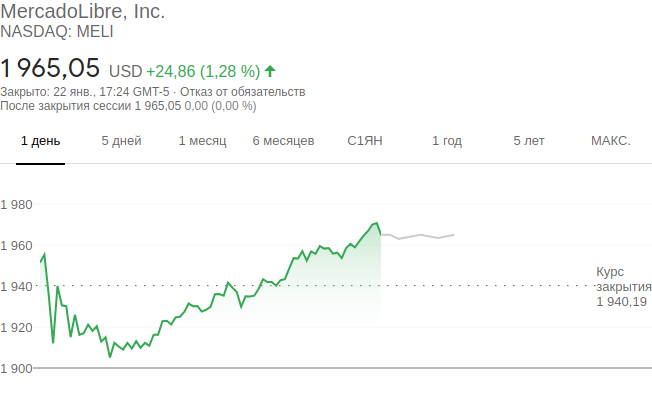 MercadoLibre, Inc.
NASDAQ: MELI
1 965,05 USD +24,86 (1,28 %)
Закрыто: 22 янв., 17:24 GMT-5 · Отказ от обязательств
После закрытия сессии 1 965,05 0,00 (0,00 %)
1 день 5 дней 1 месяц 6 месяцев С1ЯН 1 год 5 лет МАКС.
1 980
1 960
1 940
1 920
1 900
Курс
закрытия
1 940,19